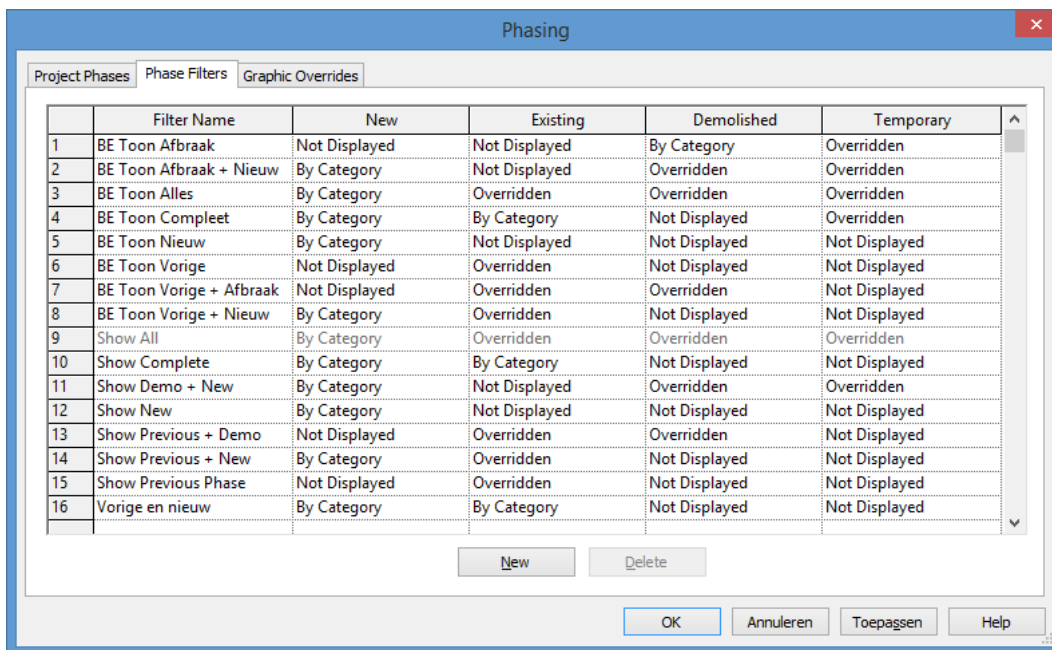 Phasing
Project Phases Phase Filters Graphic Overrides
Filter Name New Existing Demolished Temporary
1 BE Toon Afbraak Not Displayed Not Displayed By Category Overridden
2 BE Toon Afbraak + Nieuw By Category Not Displayed Overridden Overridden
3 BE Toon Alles By Category Overridden Overridden Overridden
4 BE Toon Compleet By Category By Category Not Displayed Overridden
5 BE Toon Nieuw By Category Not Displayed Not Displayed Not Displayed
6 BE Toon Vorige Not Displayed Overridden Not Displayed Not Displayed
7 BE Toon Vorige + Afbraak Not Displayed Overridden Overridden Not Displayed
8 BE Toon Vorige + Nieuw By Category Overridden Not Displayed Not Displayed
9 Show All By Category Overridden Overridden Overridden
10 Show Complete By Category By Category Not Displayed Not Displayed
11 Show Demo + New By Category Not Displayed Overridden Overridden
12 Show New By Category Not Displayed Not Displayed Not Displayed
13 Show Previous + Demo Not Displayed Overridden Overridden Not Displayed
14 Show Previous + New By Category Overridden Not Displayed Not Displayed
15 Show Previous Phase Not Displayed Overridden Not Displayed Not Displayed
16 Vorige en nieuw By Category By Category Not Displayed Not Displayed
New Delete
OK Annuleren Toepassen Help